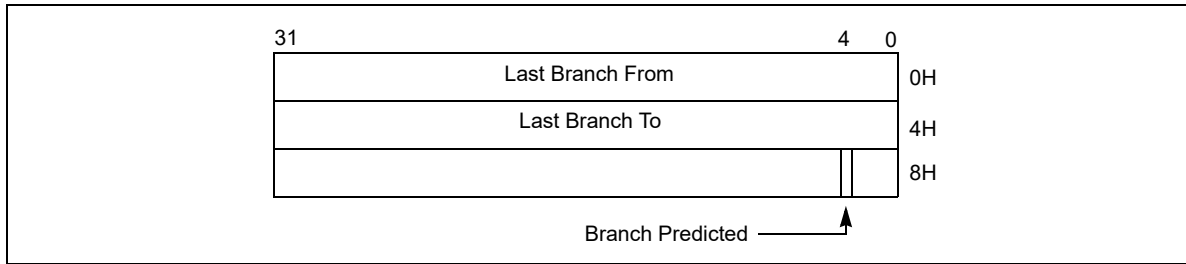 31 4 0
Last Branch From 0H
Last Branch To 4H
8H
Branch Predicted